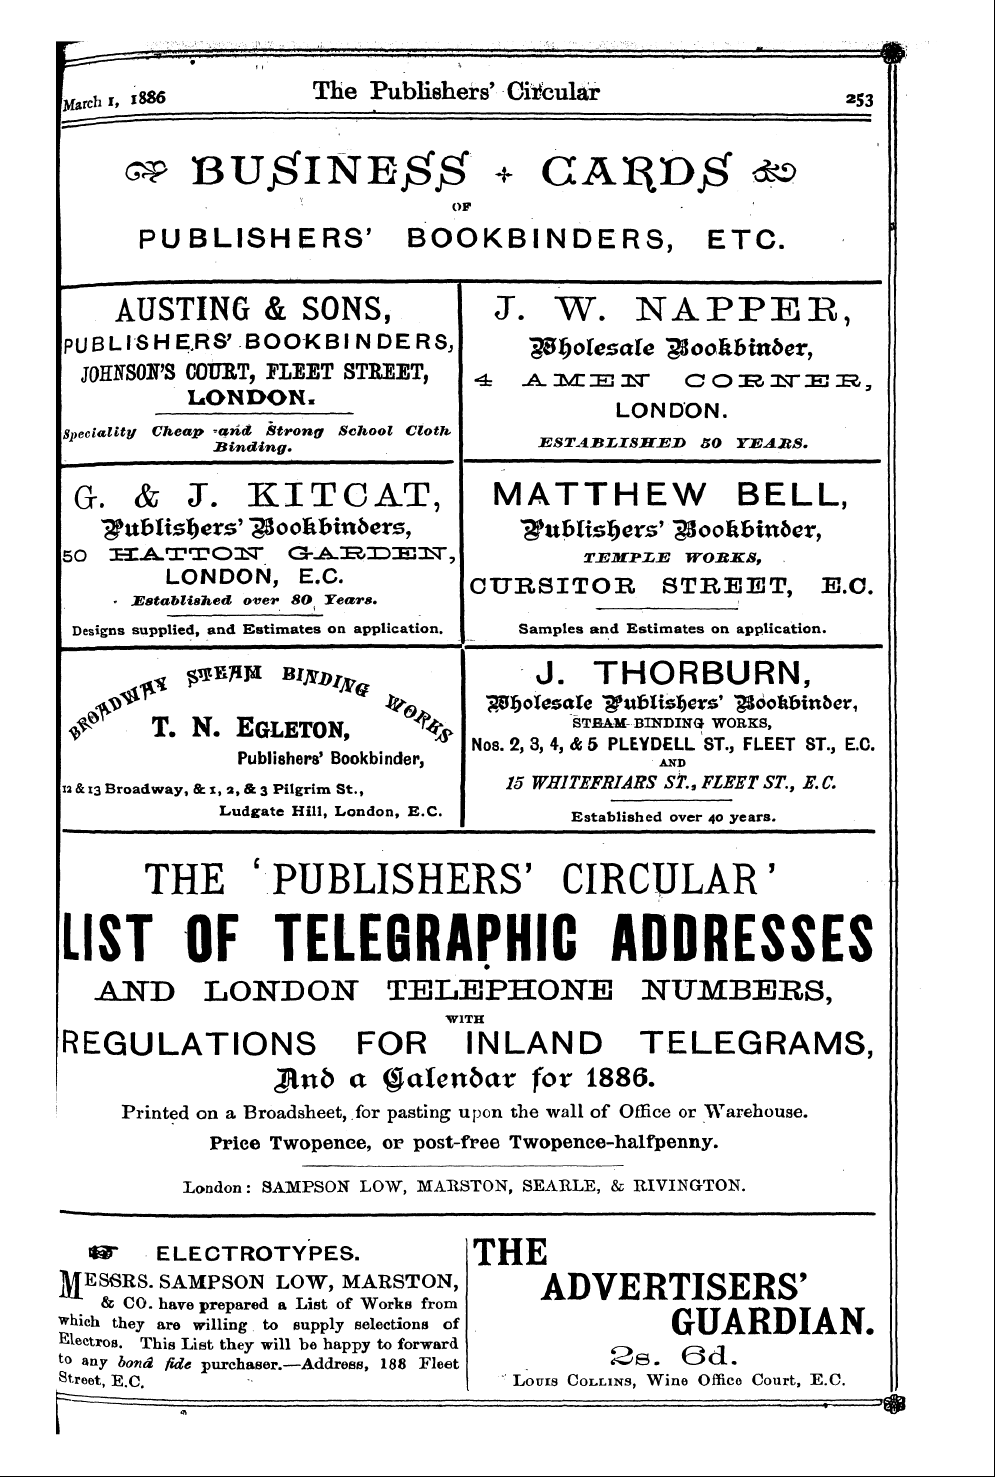 March 1, 1886 The Publishers' Circular 253
BUSINESS + CARDS
OF
PUBLISHERS' BOOKBINDERS, ETC.
AUSTING & SONS,
PUBLISHERS' BOOKBINDERS,
JOHNSON'S COURT, FLEET STREET,
LONDON.
Speciality Cheap and Strong School Cloth
Binding.
J. W. NAPPER,
Wholesale Bookbinder,
4 AMEN CORNER,
LONDON.
ESTABLISHED 50 YEARS.
G. & J. KITCAT,
Publishers' Bookbinders,
50 HATTON GARDEN,
LONDON, E.C.
Established over 80 Years.
Designs supplied, and Estimates on application.
MATTHEW BELL,
Publishers' Bookbinder,
TEMPLE WORKS,
CURSITOR STREET, E.C.
Samples and Estimates on application.
BROADWAY STEAM BINDING WORKS
T. N. EGLETON,
Publishers' Bookbinder,
12 & 13 Broadway, & 1, 2, & 3 Pilgrim St.,
Ludgate Hill, London, E.C.
J. THORBURN,
Wholesale Publishers' Bookbinder,
STEAM BINDING WORKS,
Nos. 2, 3, 4, & 5 PLEYDELL ST., FLEET ST., E.C.
AND
15 WHITEFRIARS ST., FLEET ST., E.C.
Established over 40 years.
THE 'PUBLISHERS' CIRCULAR'
LIST OF TELEGRAPHIC ADDRESSES
AND LONDON TELEPHONE NUMBERS,
WITH
REGULATIONS FOR INLAND TELEGRAMS,
And a Calendar for 1886.
Printed on a Broadsheet, for pasting upon the wall of Office or Warehouse.
Price Twopence, or post-free Twopence-halfpenny.
London: SAMPSON LOW, MARSTON, SEARLE, & RIVINGTON.
☞ ELECTROTYPES.
MESSRS. SAMPSON LOW, MARSTON,
& CO. have prepared a List of Works from
which they are willing to supply selections of
Electros. This List they will be happy to forward
to any bonâ fide purchaser.—Address, 188 Fleet
Street, E.C.
THE
ADVERTISERS'
GUARDIAN.
2s. 6d.
LOUIS COLLINS, Wine Office Court, E.C.